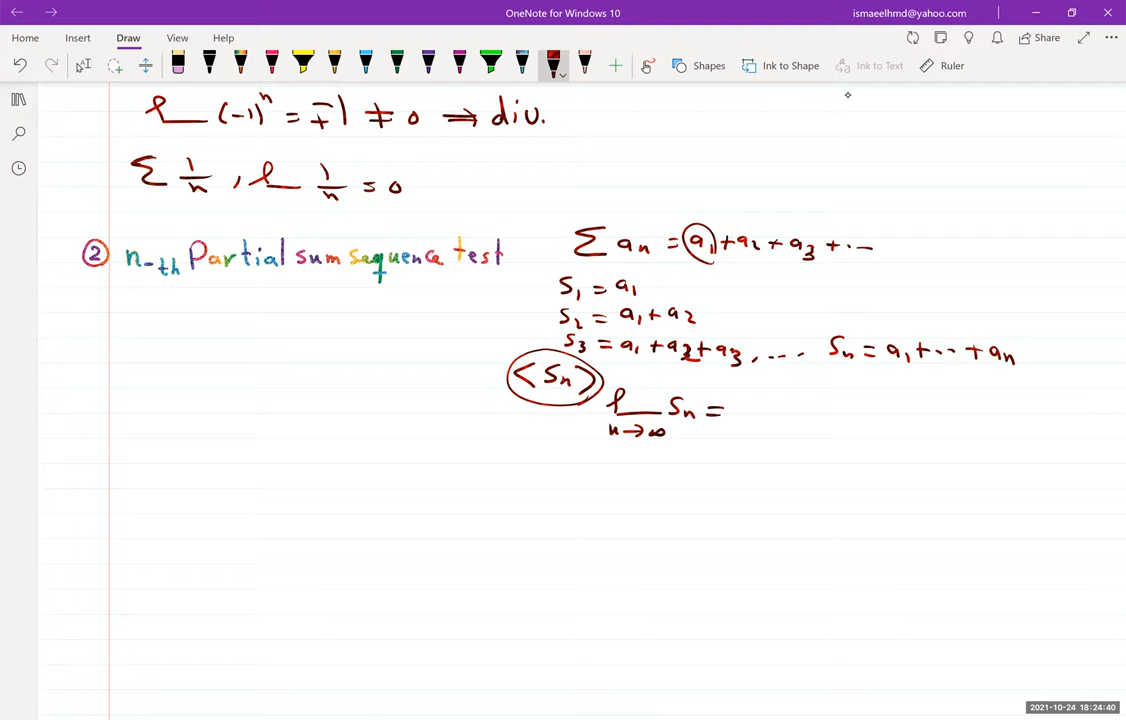 OneNote for Windows 10
ismaeelhmd@yahoo.com
Home Insert Draw View Help
Share
Shapes
Ink to Shape
Ink to Text
Ruler
l (-1)^n = ∓1 ≠ 0 ⇒ div.
Σ 1/n , l 1/n = 0
② n-th Partial sum sequence test
Σ an = a1 + a2 + a3 + ...
S1 = a1
S2 = a1 + a2
S3 = a1 + a2 + a3 , .... Sn = a1 + ... + an
<Sn>
l n→∞ Sn =
2021-10-24 18:24:40